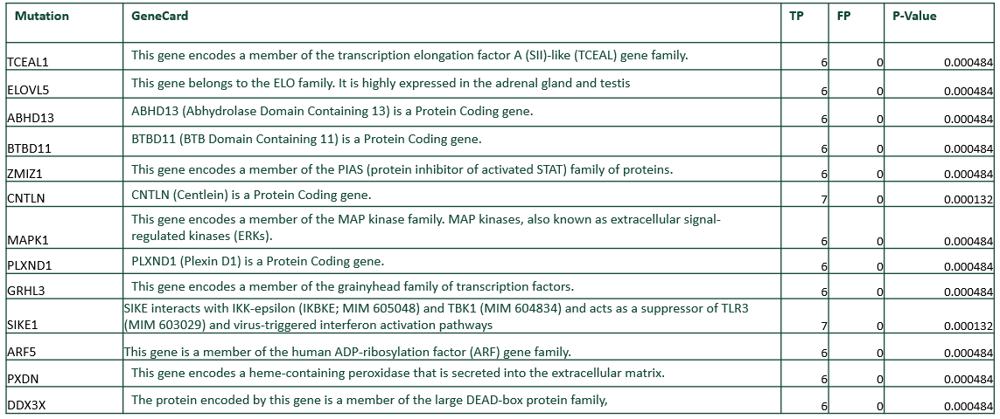 Mutation GeneCard TP FP P-Value
TCEAL1 This gene encodes a member of the transcription elongation factor A (SII)-like (TCEAL) gene family. 6 0 0.000484
ELOVL5 This gene belongs to the ELO family. It is highly expressed in the adrenal gland and testis 6 0 0.000484
ABHD13 ABHD13 (Abhydrolase Domain Containing 13) is a Protein Coding gene. 6 0 0.000484
BTBD11 BTBD11 (BTB Domain Containing 11) is a Protein Coding gene. 6 0 0.000484
ZMIZ1 This gene encodes a member of the PIAS (protein inhibitor of activated STAT) family of proteins. 6 0 0.000484
CNTLN CNTLN (Centlein) is a Protein Coding gene. 7 0 0.000132
This gene encodes a member of the MAP kinase family. MAP kinases, also known as extracellular signal-
MAPK1 regulated kinases (ERKs). 6 0 0.000484
PLXND1 PLXND1 (Plexin D1) is a Protein Coding gene. 6 0 0.000484
GRHL3 This gene encodes a member of the grainyhead family of transcription factors. 6 0 0.000484
SIKE interacts with IKK-epsilon (IKBKE; MIM 605048) and TBK1 (MIM 604834) and acts as a suppressor of TLR3
SIKE1 (MIM 603029) and virus-triggered interferon activation pathways 7 0 0.000132
ARF5 This gene is a member of the human ADP-ribosylation factor (ARF) gene family. 6 0 0.000484
PXDN This gene encodes a heme-containing peroxidase that is secreted into the extracellular matrix. 6 0 0.000484
DDX3X The protein encoded by this gene is a member of the large DEAD-box protein family, 6 0 0.000484